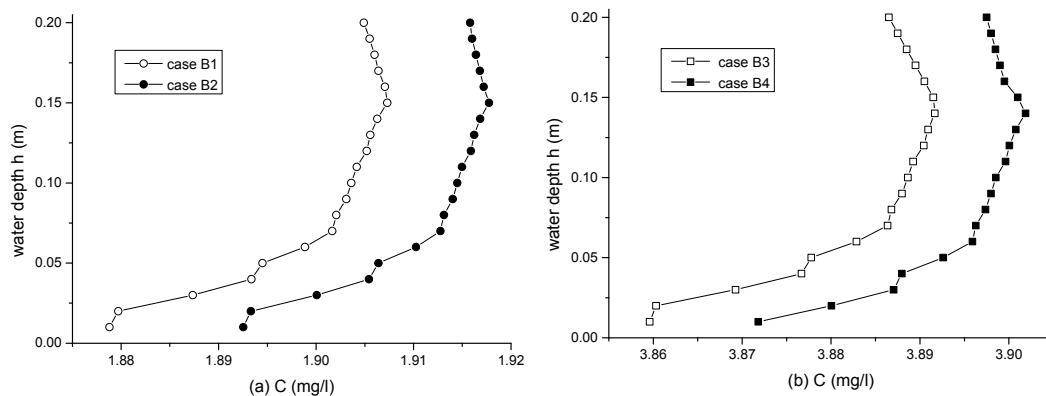 0.20
0.15
0.10
0.05
0.00
water depth h (m)
case B1
case B2
1.88 1.89 1.90 1.91 1.92
(a) C (mg/l)
0.20
0.15
0.10
0.05
0.00
water depth h (m)
case B3
case B4
3.86 3.87 3.88 3.89 3.90
(b) C (mg/l)